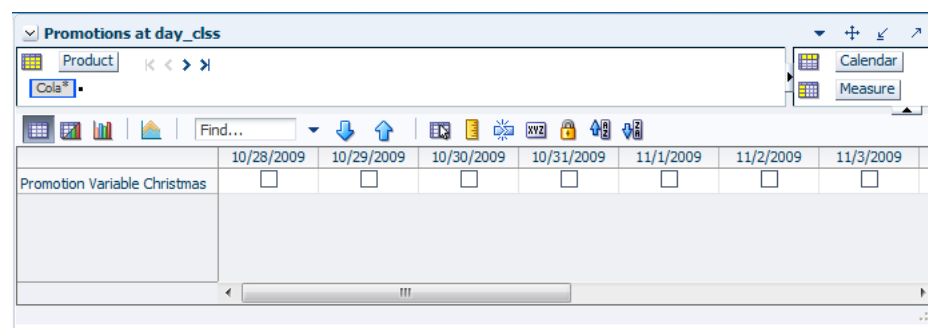 Promotions at day_clss
Product
Calendar
Cola*
Measure
Find...
XYZ
10/28/2009 10/29/2009 10/30/2009 10/31/2009 11/1/2009 11/2/2009 11/3/2009
Promotion Variable Christmas